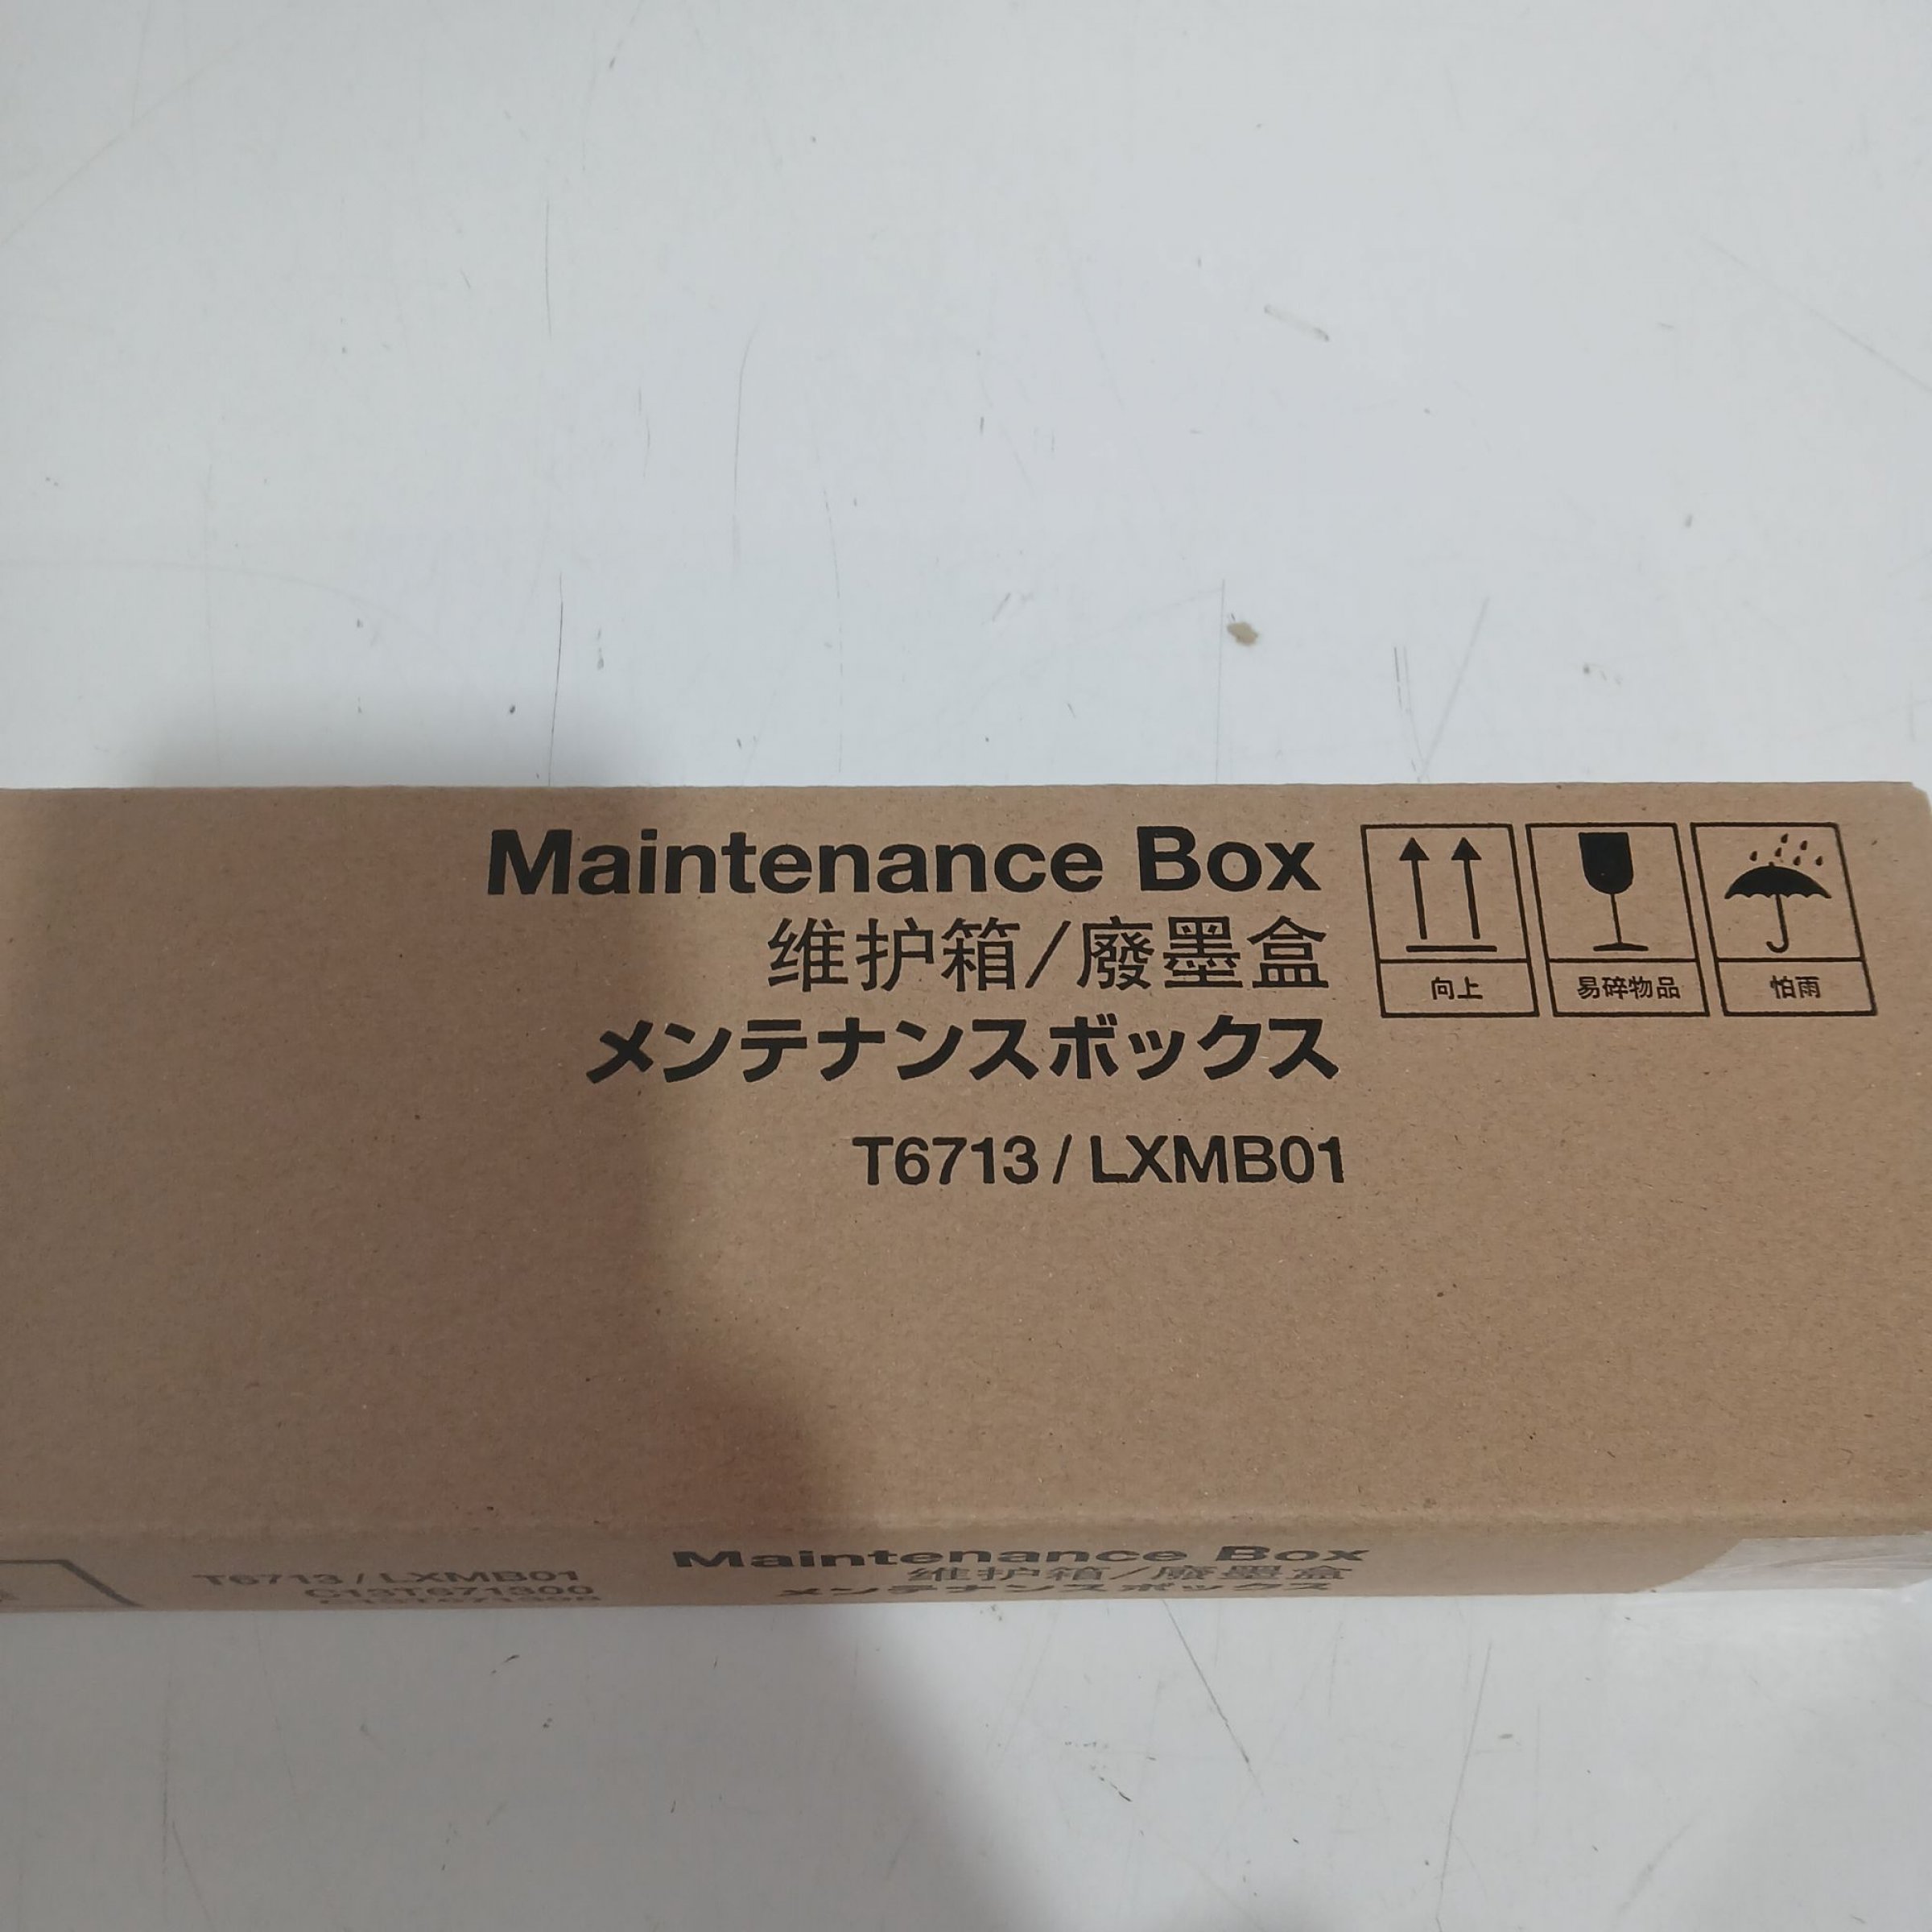 Maintenance Box
维护箱/廢墨盒
メンテナンスボックス
T6713 / LXMB01
向上
易碎物品
怕雨
Maintenance Box
维护箱/廢墨盒
メンテナンスボックス
T6713 / LXMB01
C13T671300